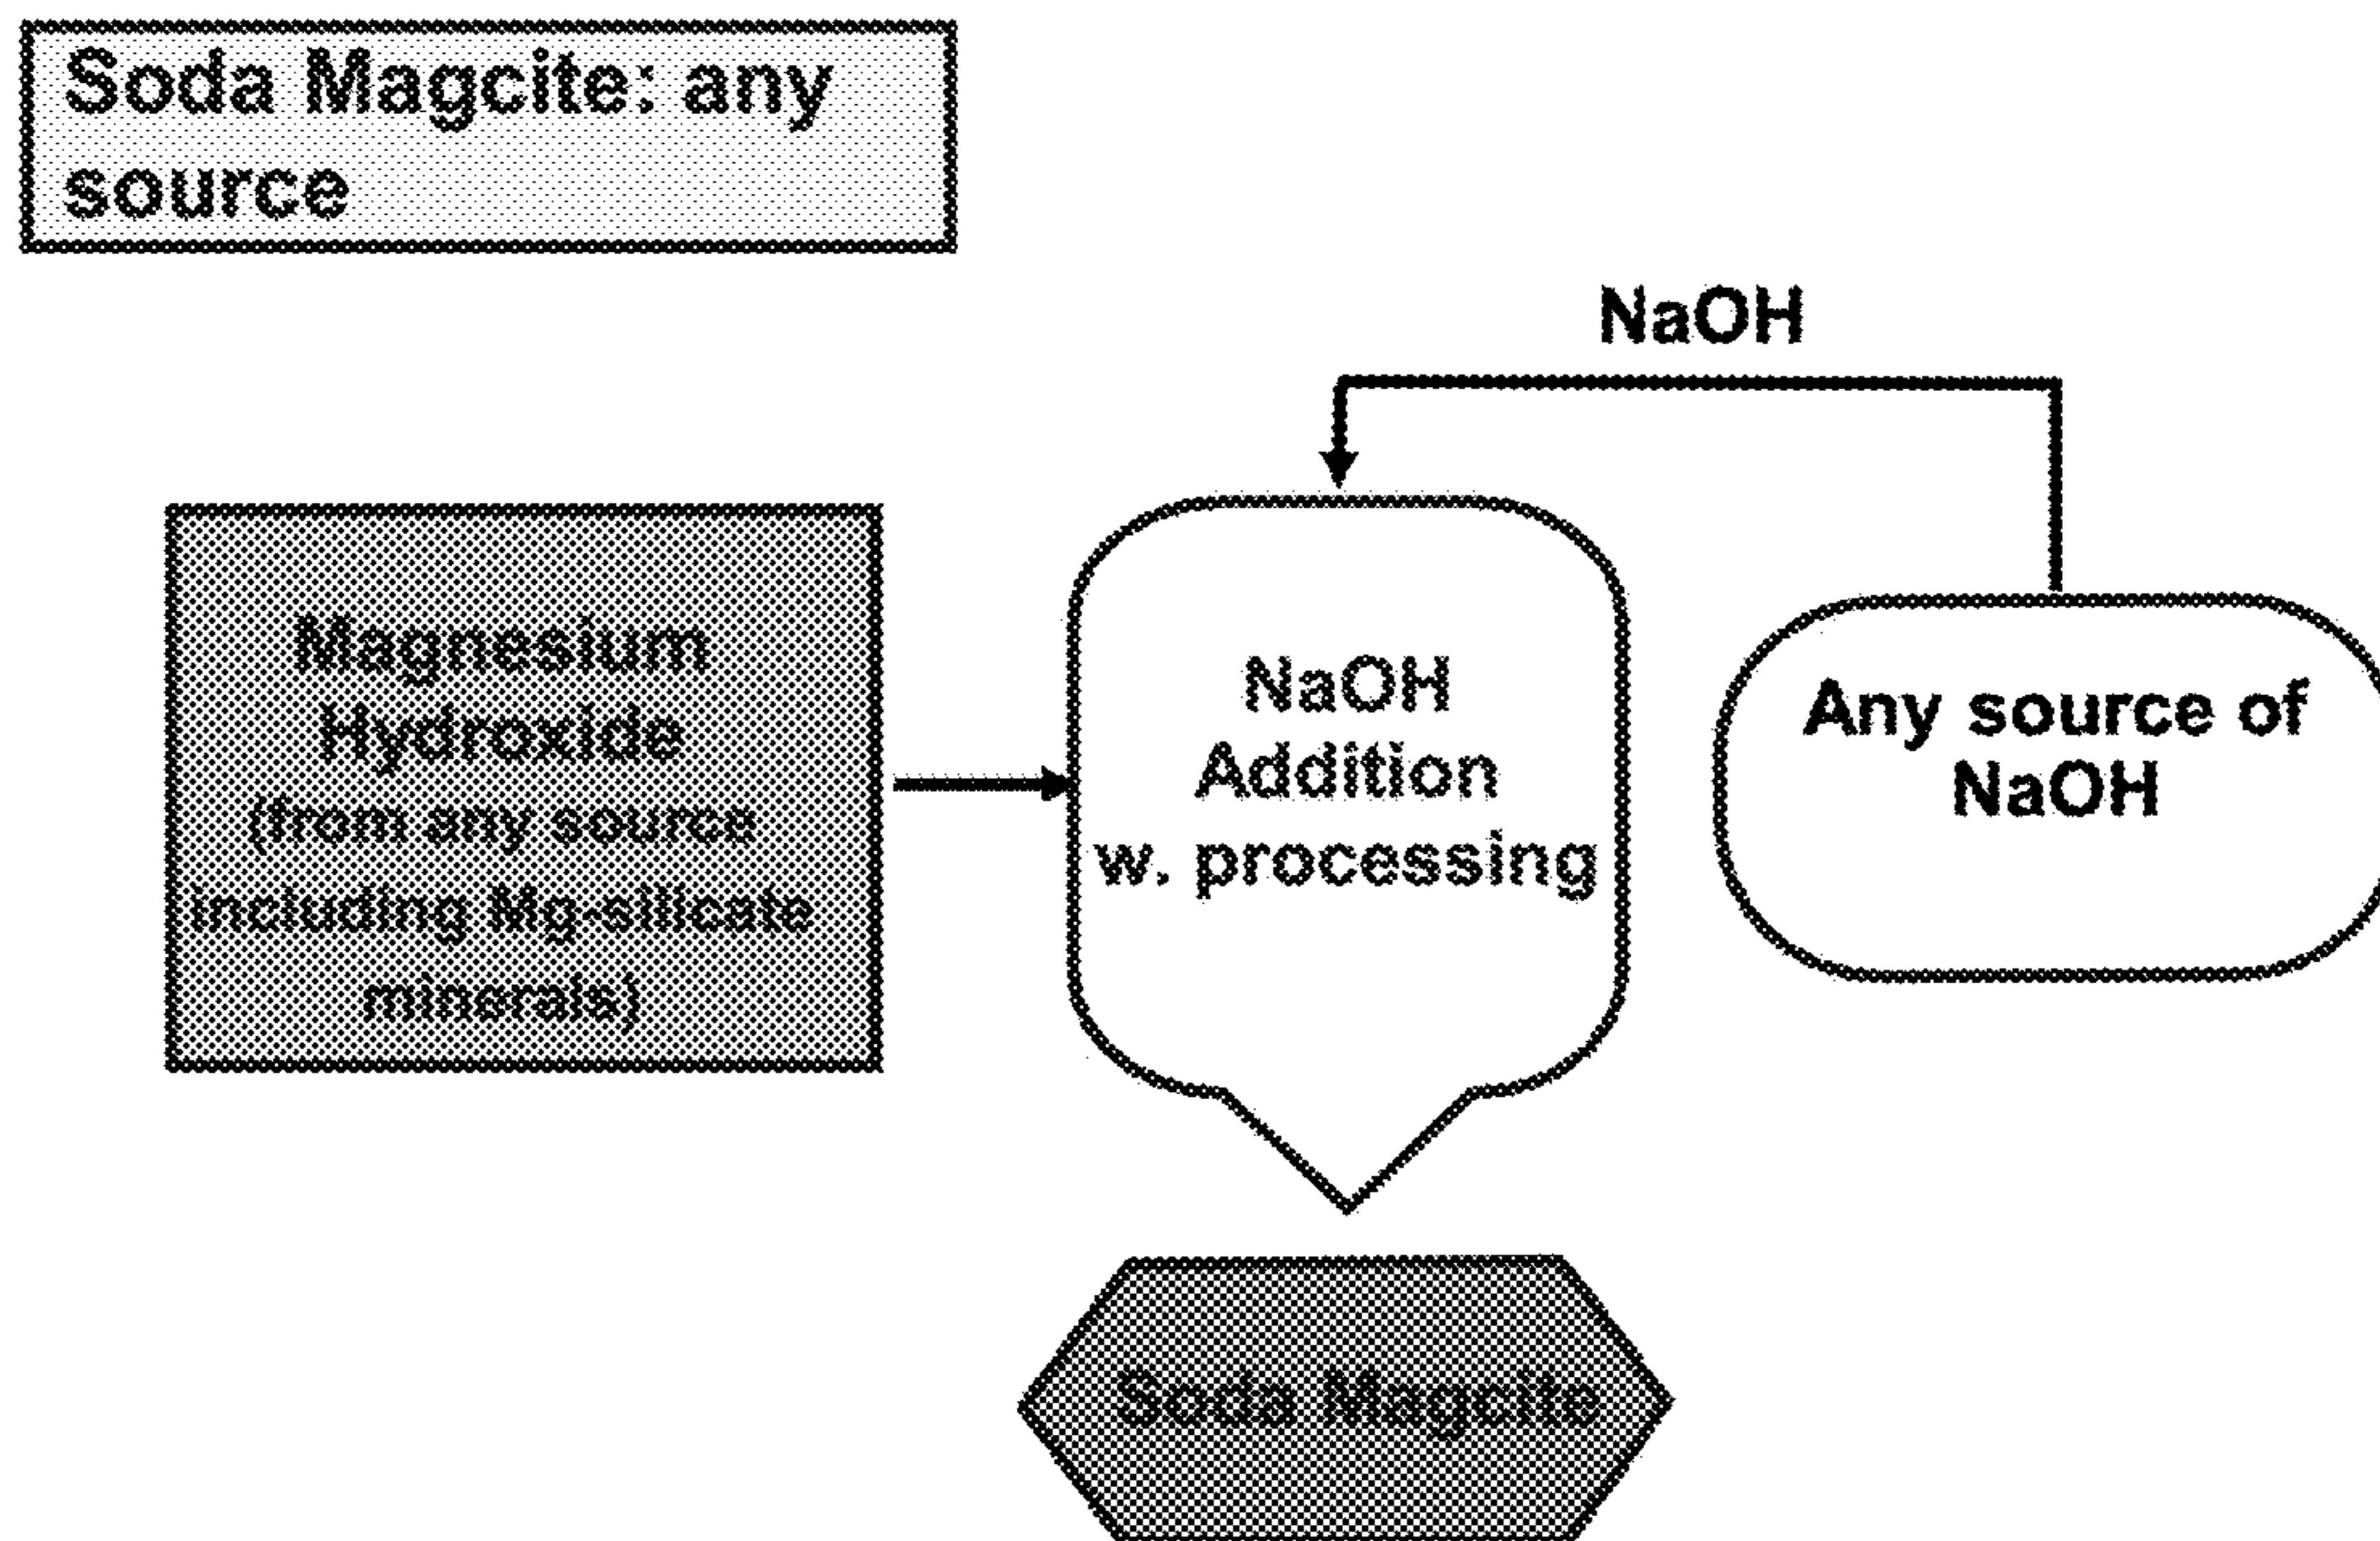 Soda Magcite: any
source
NaOH
Magnesium
Hydroxide
(from any source
including Mg-silicate
minerals)
NaOH
Addition
w. processing
Any source of
NaOH
Soda Magcite